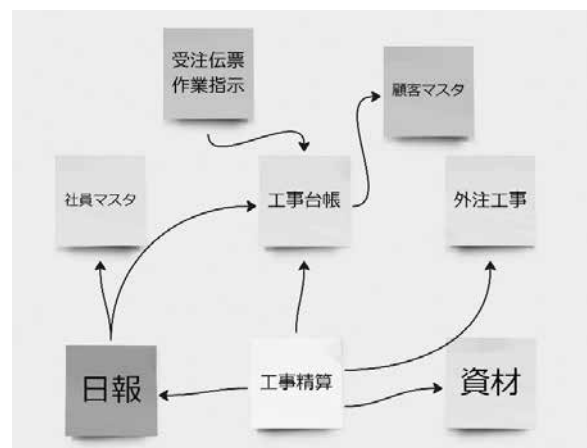 受注伝票
作業指示
顧客マスタ
社員マスタ
工事台帳
外注工事
日報
工事精算
資材